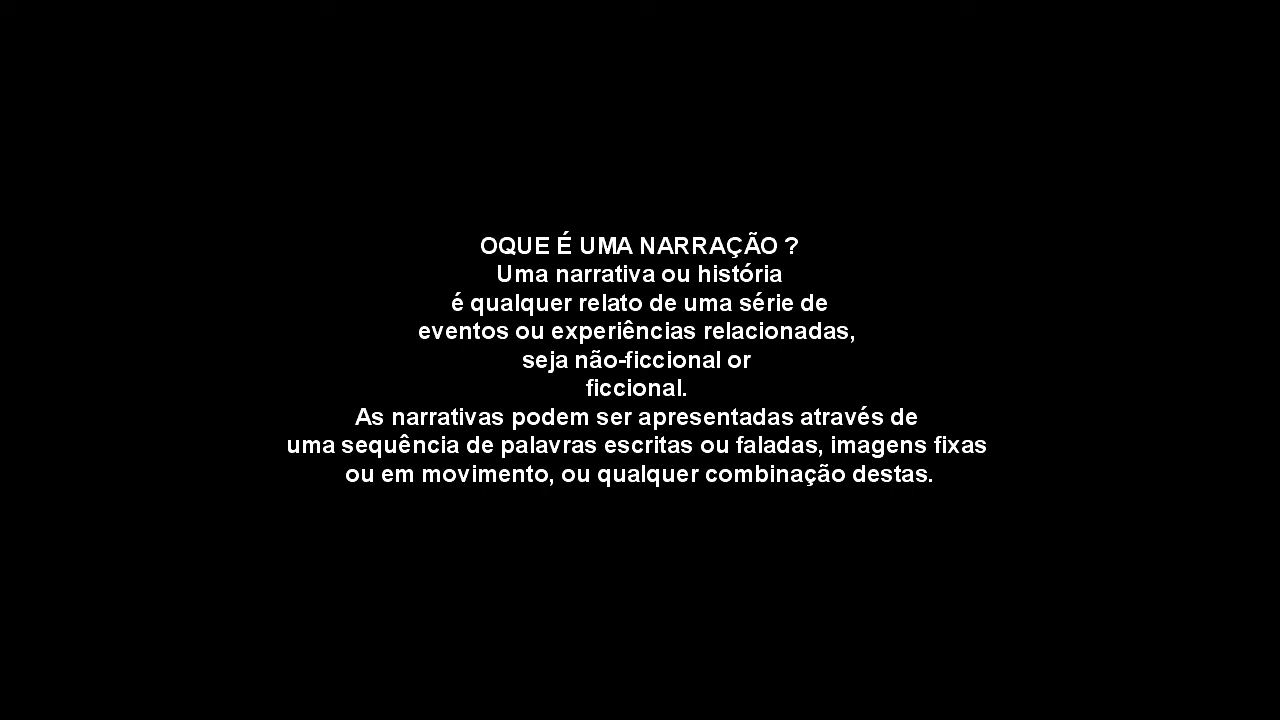 OQUE É UMA NARRAÇÃO ?
Uma narrativa ou história
é qualquer relato de uma série de
eventos ou experiências relacionadas,
seja não-ficcional or
ficcional.
As narrativas podem ser apresentadas através de
uma sequência de palavras escritas ou faladas, imagens fixas
ou em movimento, ou qualquer combinação destas.